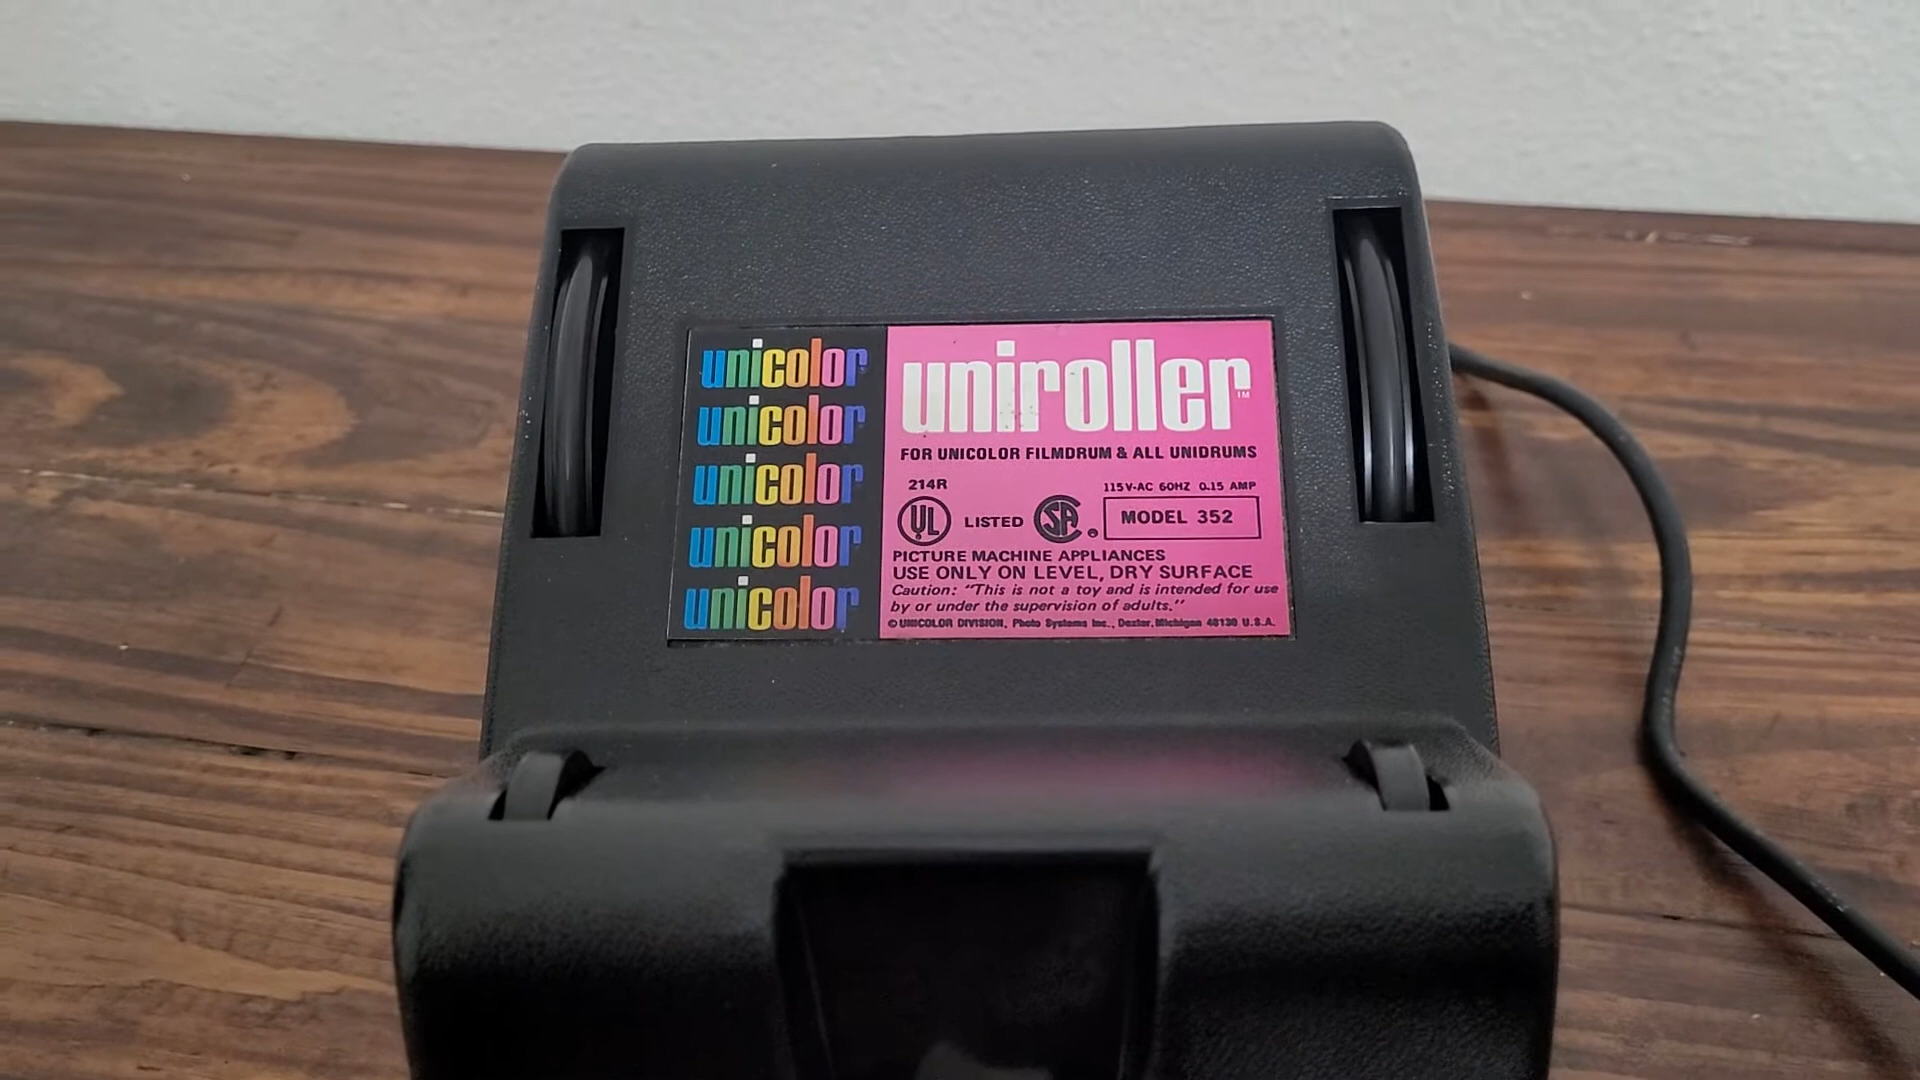 unicolor
unicolor
unicolor
unicolor
unicolor
uniroller™
FOR UNICOLOR FILMDRUM & ALL UNIDRUMS
214R
115V-AC 60HZ 0.15 AMP
UL LISTED SA MODEL 352
PICTURE MACHINE APPLIANCES
USE ONLY ON LEVEL, DRY SURFACE
Caution: "This is not a toy and is intended for use
by or under the supervision of adults."
© UNICOLOR DIVISION, Photo Systems Inc., Dexter, Michigan 48130 U.S.A.